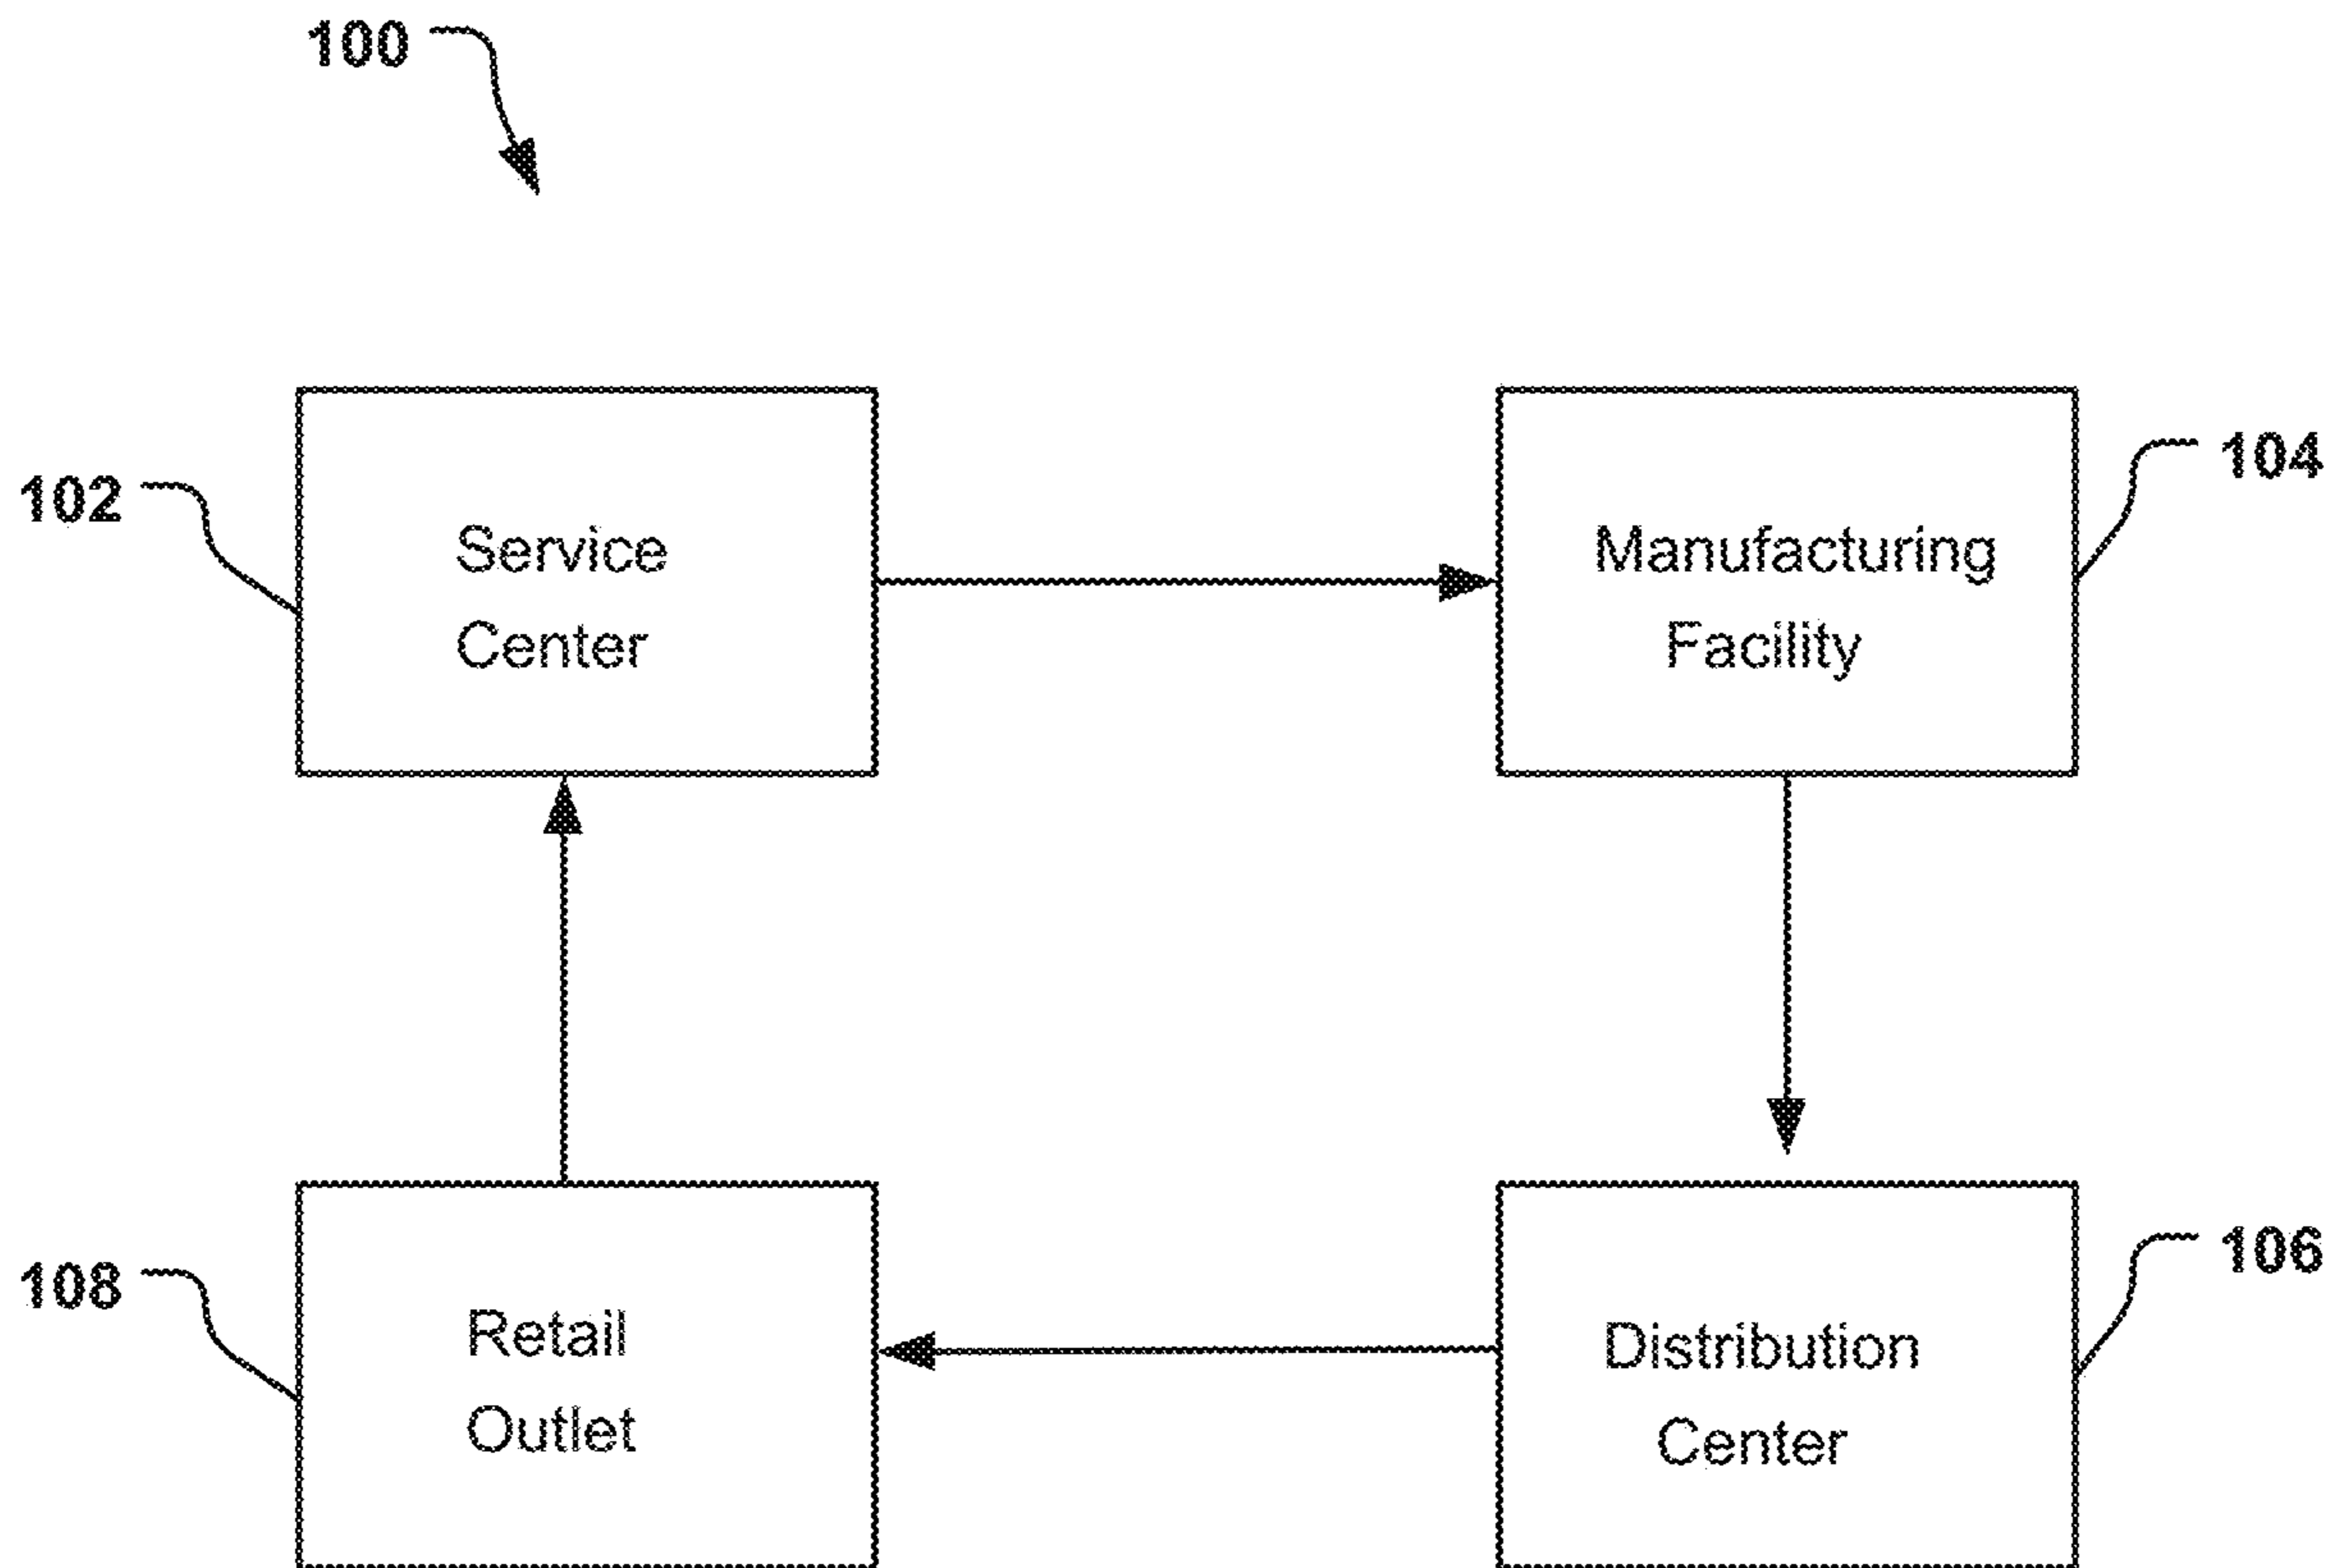 100
102
Service
Center
Manufacturing
Facility
104
108
Retail
Outlet
Distribution
Center
106